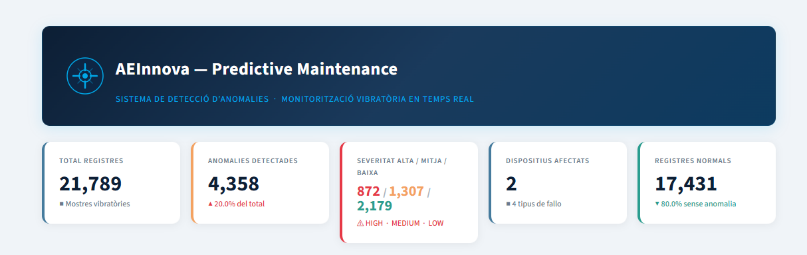 AEInnova — Predictive Maintenance
SISTEMA DE DETECCIÓ D'ANOMALIES · MONITORITZACIÓ VIBRATÒRIA EN TEMPS REAL
TOTAL REGISTRES
21,789
■ Mostres vibratòries
ANOMALIES DETECTADES
4,358
▲ 20.0% del total
SEVERITAT ALTA / MITJA /
BAIXA
872 / 1,307 /
2,179
⚠ HIGH · MEDIUM · LOW
DISPOSITIUS AFECTATS
2
■ 4 tipus de fallo
REGISTRES NORMALS
17,431
▼ 80.0% sense anomalia